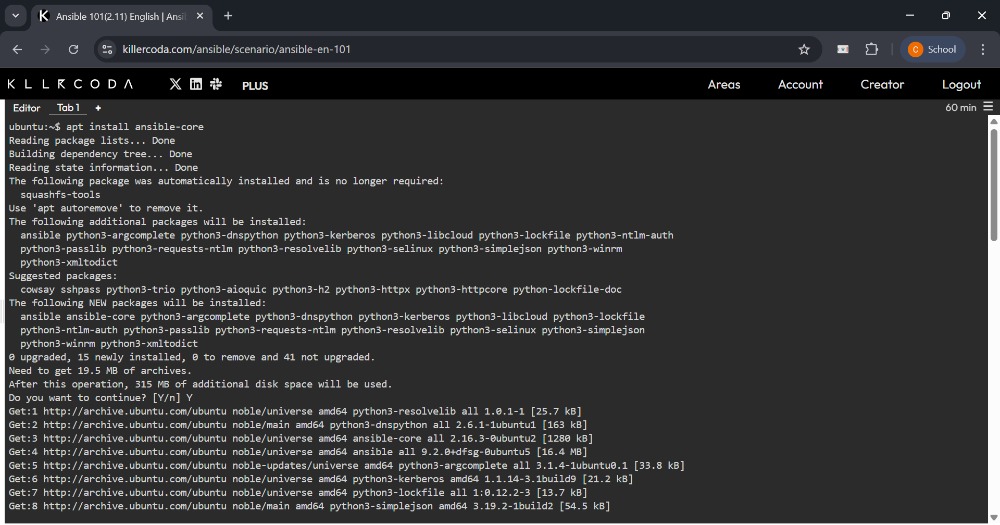 Ansible 101(2.11) English | Ansi
killercoda.com/ansible/scenario/ansible-en-101
C School
KLLRCODA
PLUS
Areas
Account
Creator
Logout
Editor
Tab 1
+
60 min
ubuntu:~$ apt install ansible-core
Reading package lists... Done
Building dependency tree... Done
Reading state information... Done
The following package was automatically installed and is no longer required:
squashfs-tools
Use 'apt autoremove' to remove it.
The following additional packages will be installed:
ansible python3-argcomplete python3-dnspython python3-kerberos python3-libcloud python3-lockfile python3-ntlm-auth
python3-passlib python3-requests-ntlm python3-resolvelib python3-selinux python3-simplejson python3-winrm
python3-xmltodict
Suggested packages:
cowsay sshpass python3-trio python3-aioquic python3-h2 python3-httpx python3-httpcore python-lockfile-doc
The following NEW packages will be installed:
ansible ansible-core python3-argcomplete python3-dnspython python3-kerberos python3-libcloud python3-lockfile
python3-ntlm-auth python3-passlib python3-requests-ntlm python3-resolvelib python3-selinux python3-simplejson
python3-winrm python3-xmltodict
0 upgraded, 15 newly installed, 0 to remove and 41 not upgraded.
Need to get 19.5 MB of archives.
After this operation, 315 MB of additional disk space will be used.
Do you want to continue? [Y/n] Y
Get:1 http://archive.ubuntu.com/ubuntu noble/universe amd64 python3-resolvelib all 1.0.1-1 [25.7 kB]
Get:2 http://archive.ubuntu.com/ubuntu noble/main amd64 python3-dnspython all 2.6.1-1ubuntu1 [163 kB]
Get:3 http://archive.ubuntu.com/ubuntu noble/universe amd64 ansible-core all 2.16.3-0ubuntu2 [1280 kB]
Get:4 http://archive.ubuntu.com/ubuntu noble/universe amd64 ansible all 9.2.0+dfsg-0ubuntu5 [16.4 MB]
Get:5 http://archive.ubuntu.com/ubuntu noble-updates/universe amd64 python3-argcomplete all 3.1.4-1ubuntu0.1 [33.8 kB]
Get:6 http://archive.ubuntu.com/ubuntu noble/universe amd64 python3-kerberos amd64 1.1.14-3.1build9 [21.2 kB]
Get:7 http://archive.ubuntu.com/ubuntu noble/universe amd64 python3-lockfile all 1:0.12.2-3 [13.7 kB]
Get:8 http://archive.ubuntu.com/ubuntu noble/main amd64 python3-simplejson amd64 3.19.2-1build2 [54.5 kB]